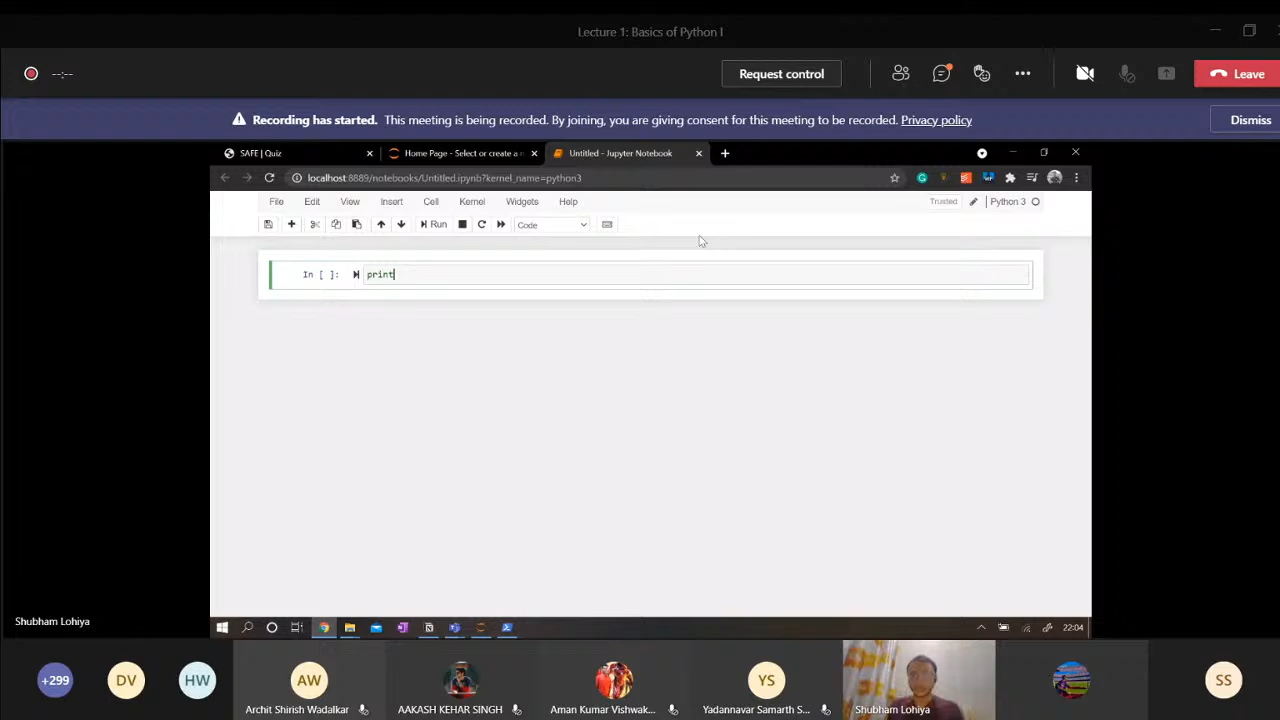 Lecture 1: Basics of Python I
--:--
Request control
Leave
Recording has started. This meeting is being recorded. By joining, you are giving consent for this meeting to be recorded. Privacy policy
Dismiss
SAFE | Quiz
Home Page - Select or create a n
Untitled - Jupyter Notebook
localhost:8889/notebooks/Untitled.ipynb?kernel_name=python3
File Edit View Insert Cell Kernel Widgets Help
Trusted
Python 3
Run
Code
In [ ]:
print
Shubham Lohiya
22:04
+299
DV
HW
AW
YS
SS
Archit Shirish Wadalkar
AAKASH KEHAR SINGH
Aman Kumar Vishwak...
Yadannavar Samarth S...
Shubham Lohiya